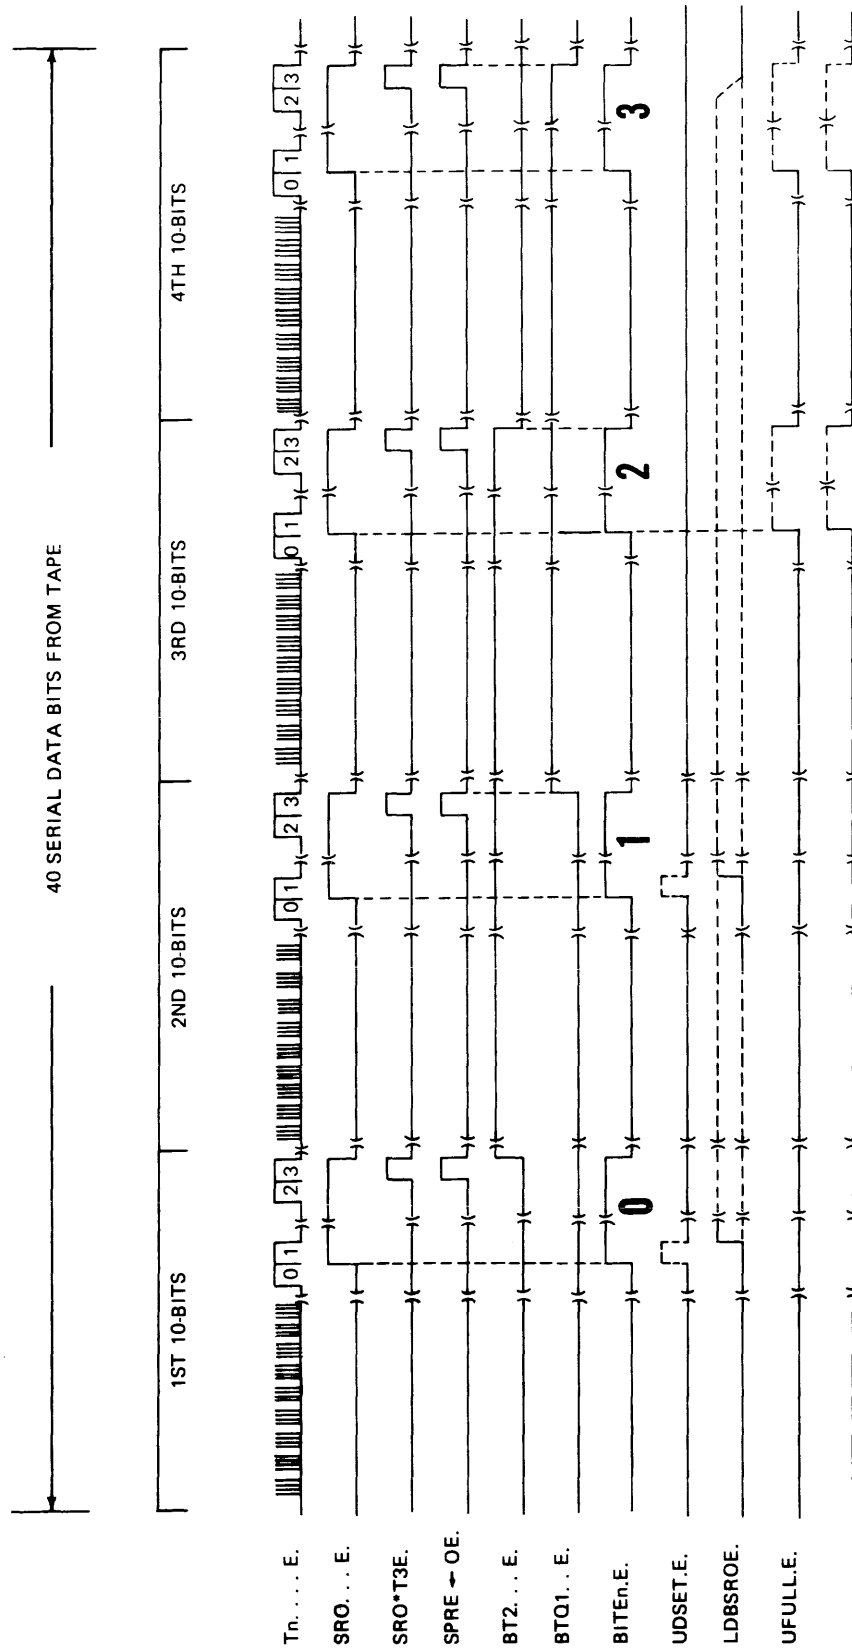 40 SERIAL DATA BITS FROM TAPE
1ST 10-BITS 2ND 10-BITS 3RD 10-BITS 4TH 10-BITS
Tn. . . . E. 0 1 2 3 0 1 2 3 0 1 2 3 0 1 2 3
SRO. . . E.
SRO*T3E.
SPRE ← OE.
BT2. . . E.
BTQ1. . E.
BITEn.E. 0 1 2 3
UDSET.E.
LDBSROE.
UFULL.E.